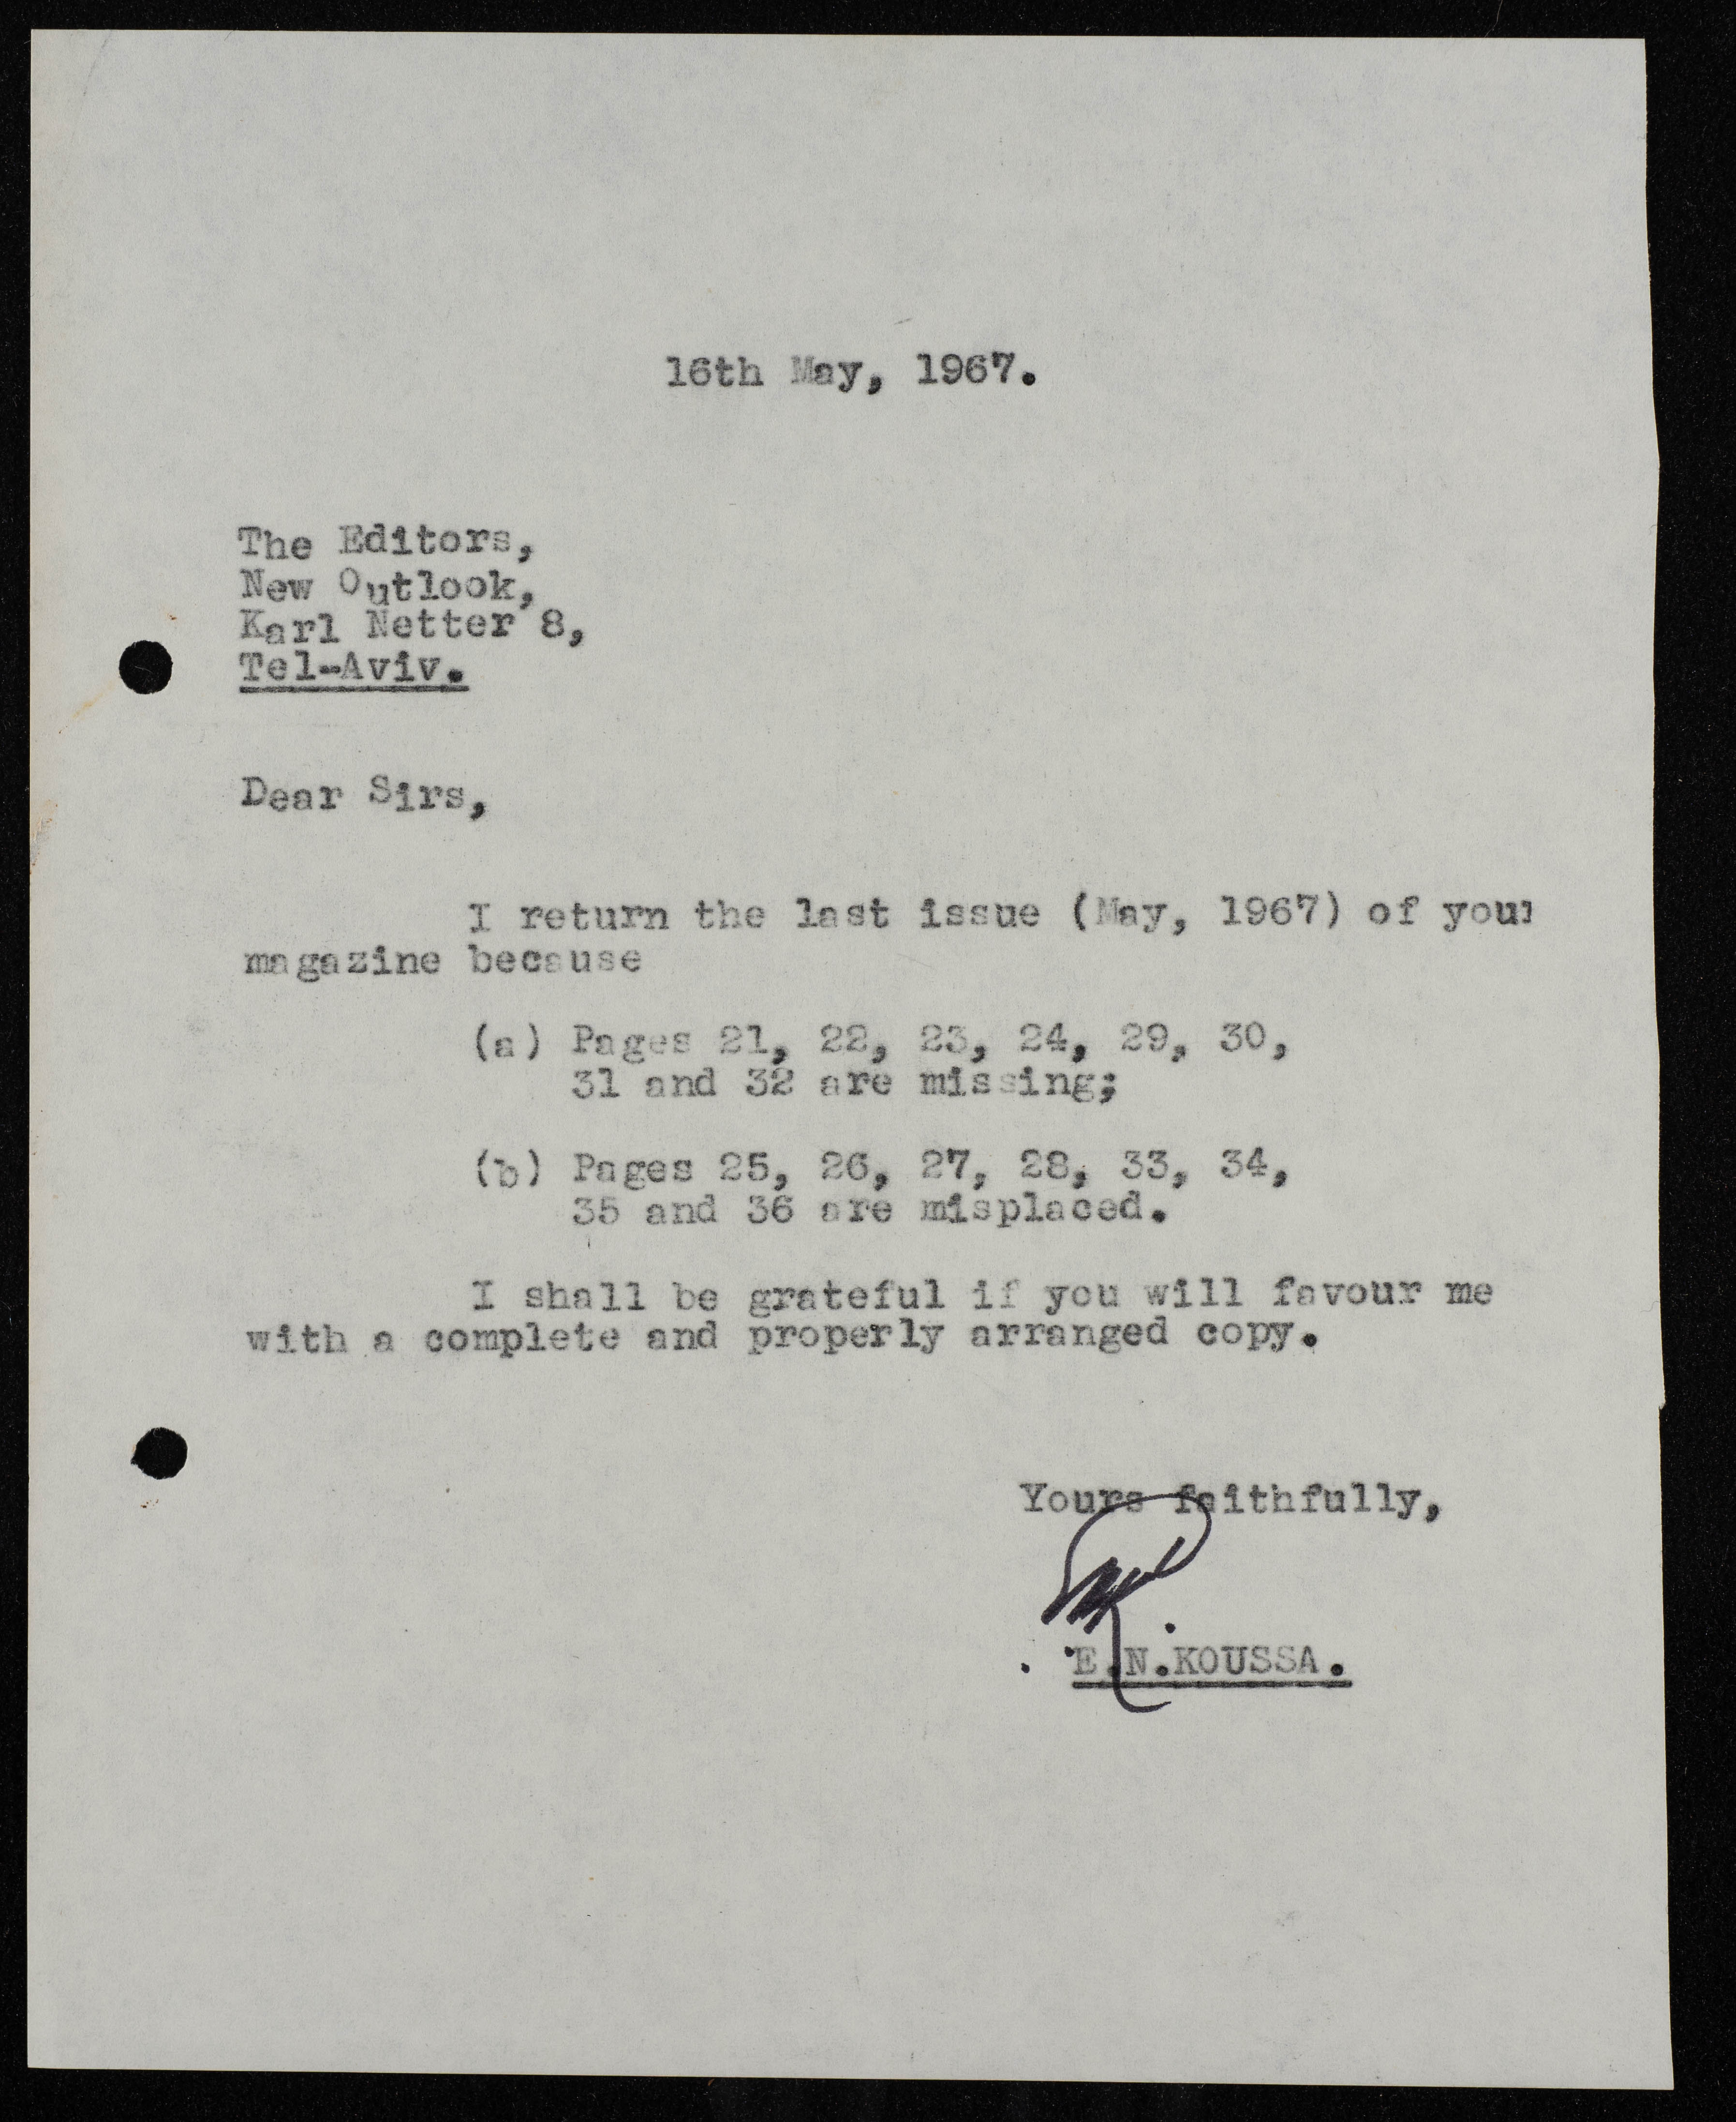 16th May, 1967.
The Editors,
New Outlook,
Karl Netter 8,
Tel-Aviv.
Dear Sirs,
I return the last issue (May, 1967) of your
magazine because
(a) Pages 21, 22, 23, 24, 29, 30,
31 and 32 are missing;
(b) Pages 25, 26, 27, 28, 33, 34,
35 and 36 are misplaced.
I shall be grateful if you will favour me
with a complete and properly arranged copy.
Yours faithfully,
E.N.KOUSSA.